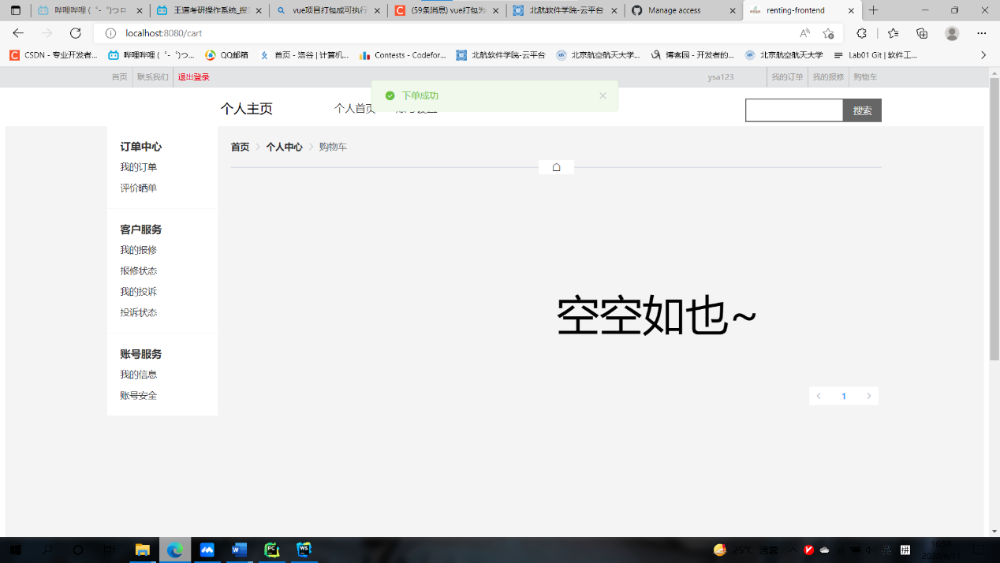 哔哩哔哩 (゜-゜)つロ
王道考研操作系统_搜
vue项目打包成可执行
(59条消息) vue打包为
北航软件学院-云平台
Manage access
renting-frontend
localhost:8080/cart
CSDN - 专业开发者...
哔哩哔哩 (゜-゜)つ...
QQ邮箱
首页 - 洛谷 | 计算机...
Contests - Codefor...
北航软件学院-云平台
北京航空航天大学...
博客园 - 开发者的...
北京航空航天大学
Lab01 Git | 软件工...
首页
联系我们
退出登录
ysa123
我的订单
我的报修
购物车
下单成功
个人主页
个人首页
搜索
订单中心
我的订单
评价晒单
客户服务
我的报修
报修状态
我的投诉
投诉状态
账号服务
我的信息
账号安全
首页 > 个人中心 > 购物车
空空如也~
1
25°C
英
拼
16:59
2022/6/11